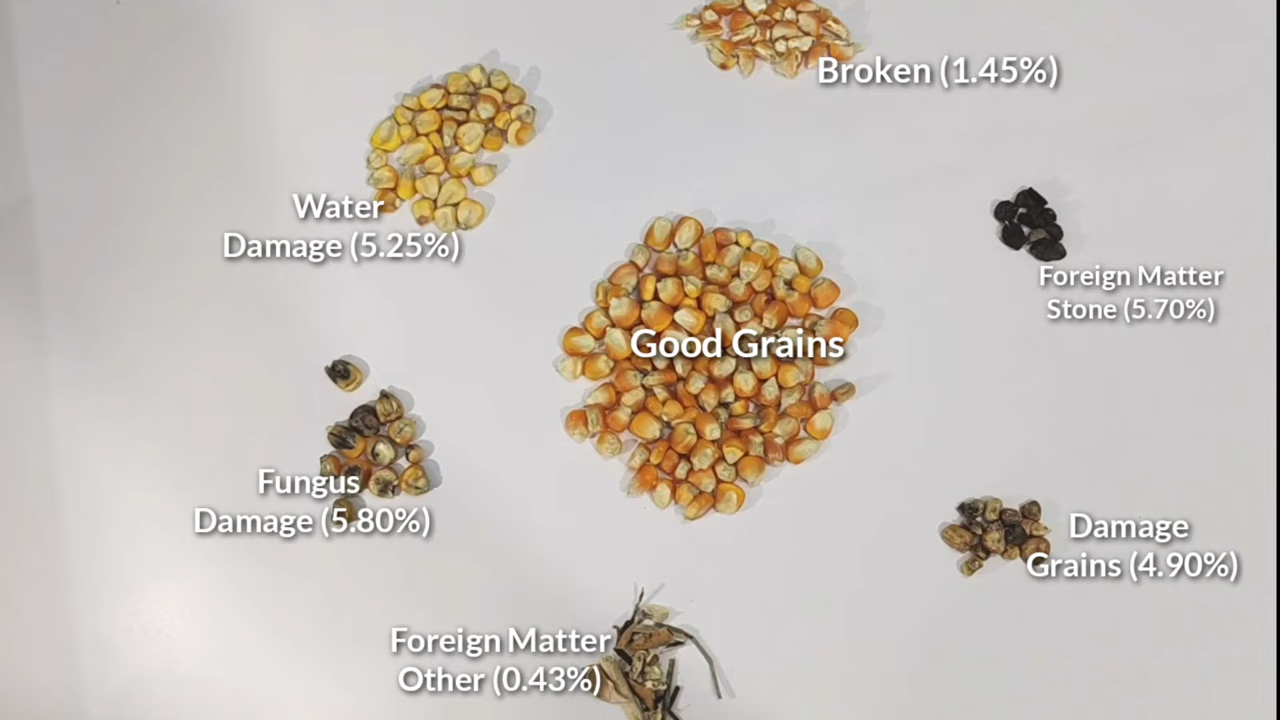 Broken (1.45%)
Water
Damage (5.25%)
Foreign Matter
Stone (5.70%)
Good Grains
Fungus
Damage (5.80%)
Damage
Grains (4.90%)
Foreign Matter
Other (0.43%)